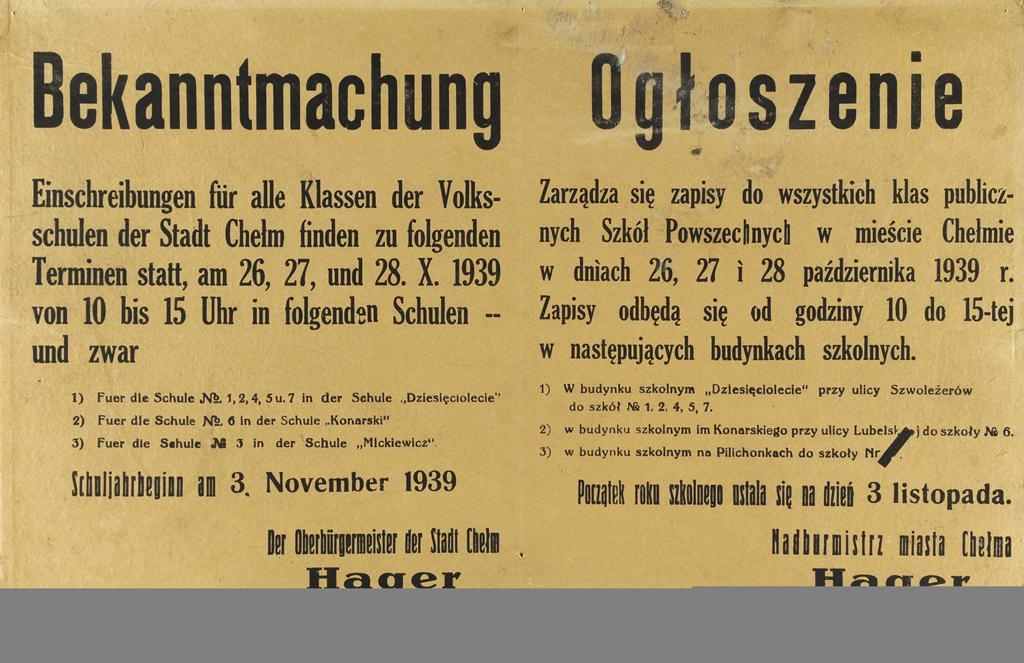 Bekanntmachung
Einschreibungen für alle Klassen der Volks-
schulen der Stadt Chełm finden zu folgenden
Terminen statt, am 26, 27, und 28. X. 1939
von 10 bis 15 Uhr in folgenden Schulen --
und zwar
1) Fuer die Schule №. 1, 2, 4, 5 u. 7 in der Schule „Dziesięciolecie"
2) Fuer die Schule №. 6 in der Schule „Konarski"
3) Fuer die Schule № 3 in der Schule „Mickiewicz".
Schuljahrbeginn am 3. November 1939
Der Oberbürgermeister der Stadt Chełm
Hager
Ogłoszenie
Zarządza się zapisy do wszystkich klas publicz-
nych Szkół Powszechnych w mieście Chełmie
w dniach 26, 27 i 28 października 1939 r.
Zapisy odbędą się od godziny 10 do 15-tej
w następujących budynkach szkolnych.
1) W budynku szkolnym „Dziesięciolecie" przy ulicy Szwoleżerów
do szkół № 1. 2. 4, 5, 7.
2) w budynku szkolnym im Konarskiego przy ulicy Lubelskiej do szkoły № 6.
3) w budynku szkolnym na Pilichonkach do szkoły Nr
Początek roku szkolnego ustala się na dzień 3 listopada.
Nadburmistrz miasta Chełma
Hager